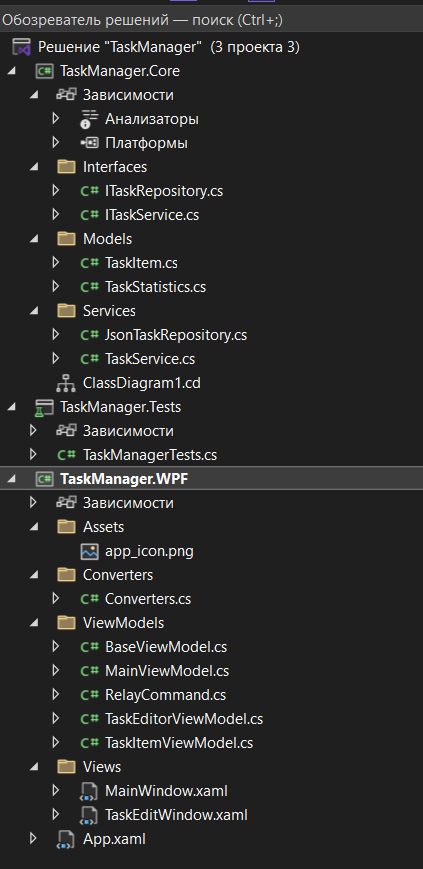 Обозреватель решений — поиск (Ctrl+;)
Решение "TaskManager" (3 проекта 3)
C# TaskManager.Core
Зависимости
Анализаторы
Платформы
Interfaces
C# ITaskRepository.cs
C# ITaskService.cs
Models
C# TaskItem.cs
C# TaskStatistics.cs
Services
C# JsonTaskRepository.cs
C# TaskService.cs
ClassDiagram1.cd
TaskManager.Tests
Зависимости
C# TaskManagerTests.cs
C# TaskManager.WPF
Зависимости
Assets
app_icon.png
Converters
C# Converters.cs
ViewModels
C# BaseViewModel.cs
C# MainViewModel.cs
C# RelayCommand.cs
C# TaskEditorViewModel.cs
C# TaskItemViewModel.cs
Views
MainWindow.xaml
TaskEditWindow.xaml
App.xaml